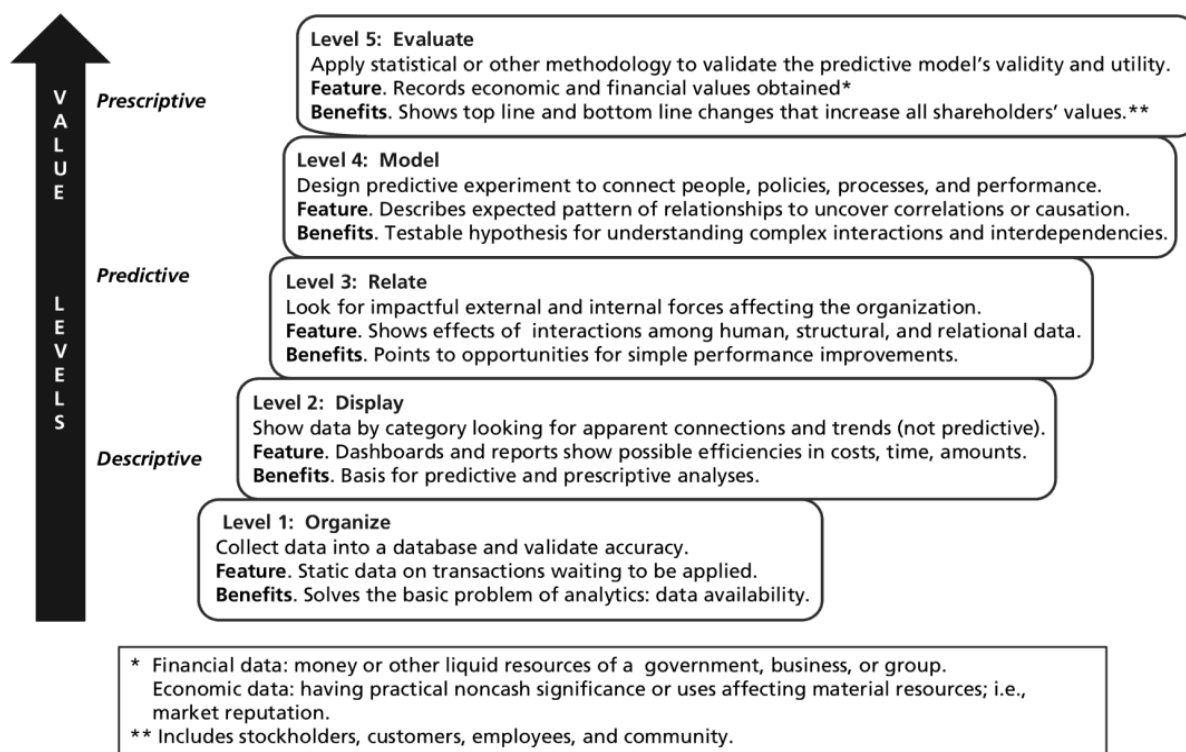 VALUE LEVELS
Prescriptive
Level 5: Evaluate
Apply statistical or other methodology to validate the predictive model's validity and utility.
Feature. Records economic and financial values obtained*
Benefits. Shows top line and bottom line changes that increase all shareholders' values.**
Level 4: Model
Design predictive experiment to connect people, policies, processes, and performance.
Feature. Describes expected pattern of relationships to uncover correlations or causation.
Benefits. Testable hypothesis for understanding complex interactions and interdependencies.
Predictive
Level 3: Relate
Look for impactful external and internal forces affecting the organization.
Feature. Shows effects of interactions among human, structural, and relational data.
Benefits. Points to opportunities for simple performance improvements.
Level 2: Display
Show data by category looking for apparent connections and trends (not predictive).
Feature. Dashboards and reports show possible efficiencies in costs, time, amounts.
Benefits. Basis for predictive and prescriptive analyses.
Descriptive
Level 1: Organize
Collect data into a database and validate accuracy.
Feature. Static data on transactions waiting to be applied.
Benefits. Solves the basic problem of analytics: data availability.
* Financial data: money or other liquid resources of a government, business, or group.
Economic data: having practical noncash significance or uses affecting material resources; i.e.,
market reputation.
** Includes stockholders, customers, employees, and community.